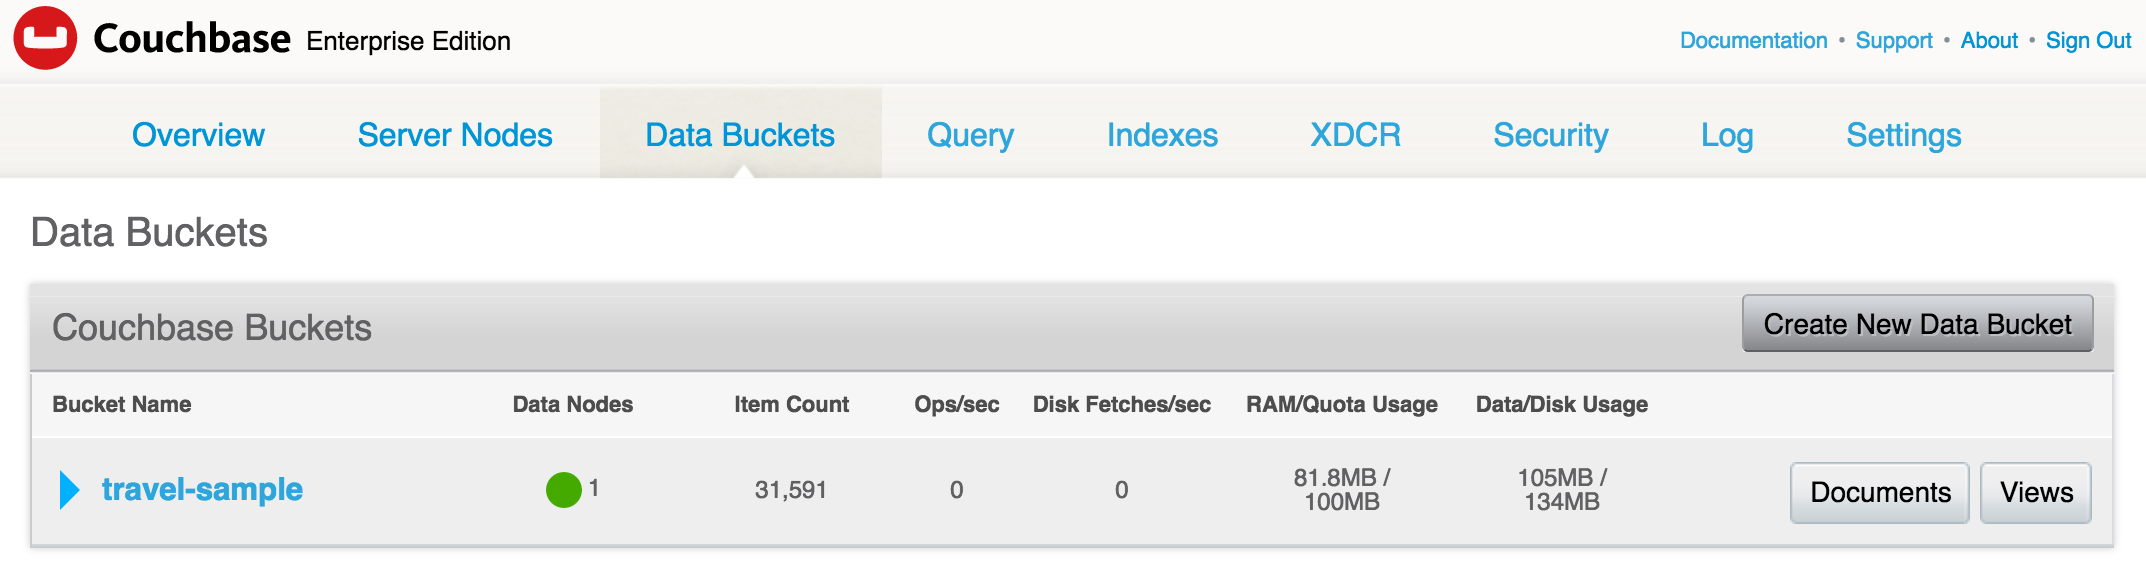 Couchbase Enterprise Edition
Documentation • Support • About • Sign Out
Overview Server Nodes Data Buckets Query Indexes XDCR Security Log Settings
Data Buckets
Couchbase Buckets
Create New Data Bucket
Bucket Name Data Nodes Item Count Ops/sec Disk Fetches/sec RAM/Quota Usage Data/Disk Usage
travel-sample 1 31,591 0 0 81.8MB / 105MB /
100MB 134MB
Documents Views